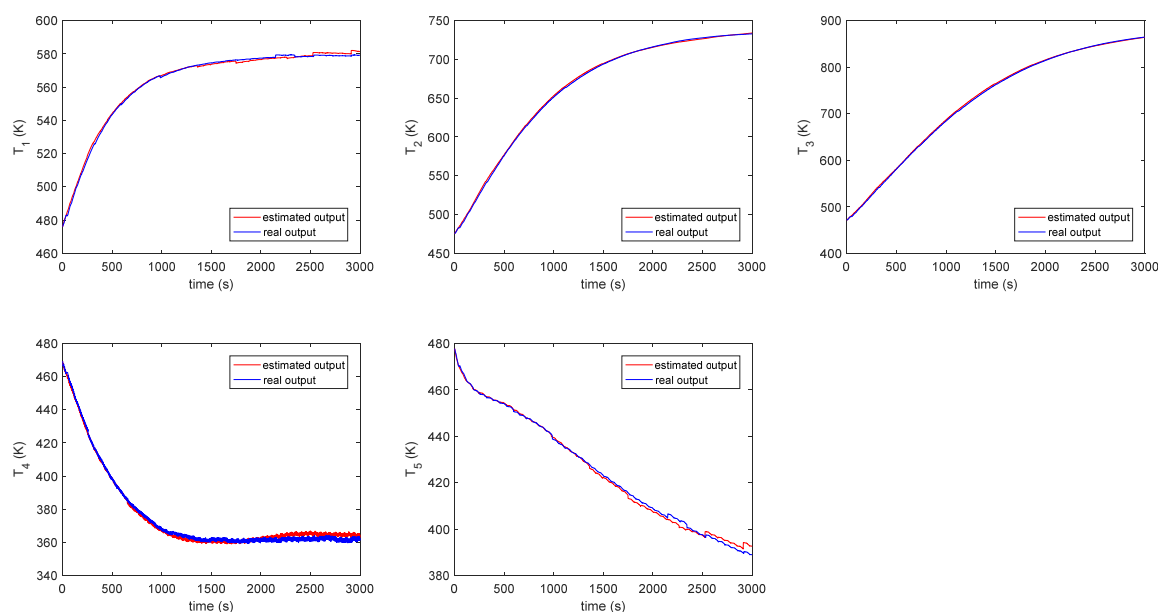 600
580
560
540
520
500
480
460
T1 (K)
estimated output
real output
0 500 1000 1500 2000 2500 3000
time (s)
750
700
650
600
550
500
450
T2 (K)
estimated output
real output
0 500 1000 1500 2000 2500 3000
time (s)
900
800
700
600
500
400
T3 (K)
estimated output
real output
0 500 1000 1500 2000 2500 3000
time (s)
480
460
440
420
400
380
360
340
T4 (K)
estimated output
real output
0 500 1000 1500 2000 2500 3000
time (s)
480
460
440
420
400
380
T5 (K)
estimated output
real output
0 500 1000 1500 2000 2500 3000
time (s)